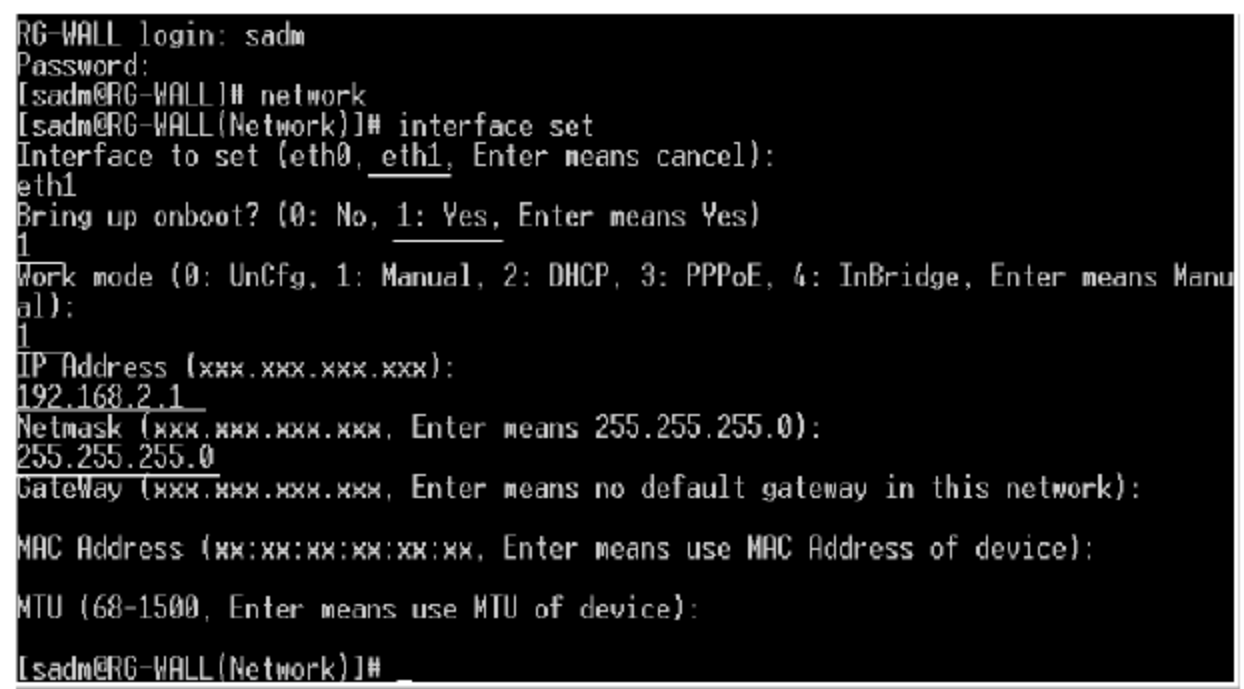 RG-WALL login: sadm
Password:
[sadm@RG-WALL]# network
[sadm@RG-WALL(Network)]# interface set
Interface to set (eth0, eth1, Enter means cancel):
eth1
Bring up onboot? (0: No, 1: Yes, Enter means Yes)
1
Work mode (0: UnCfg, 1: Manual, 2: DHCP, 3: PPPoE, 4: InBridge, Enter means Manu
al):
1
IP Address (xxx.xxx.xxx.xxx):
192.168.2.1
Netmask (xxx.xxx.xxx.xxx, Enter means 255.255.255.0):
255.255.255.0
GateWay (xxx.xxx.xxx.xxx, Enter means no default gateway in this network):
MAC Address (xx:xx:xx:xx:xx:xx, Enter means use MAC Address of device):
MTU (68-1500, Enter means use MTU of device):
[sadm@RG-WALL(Network)]# _